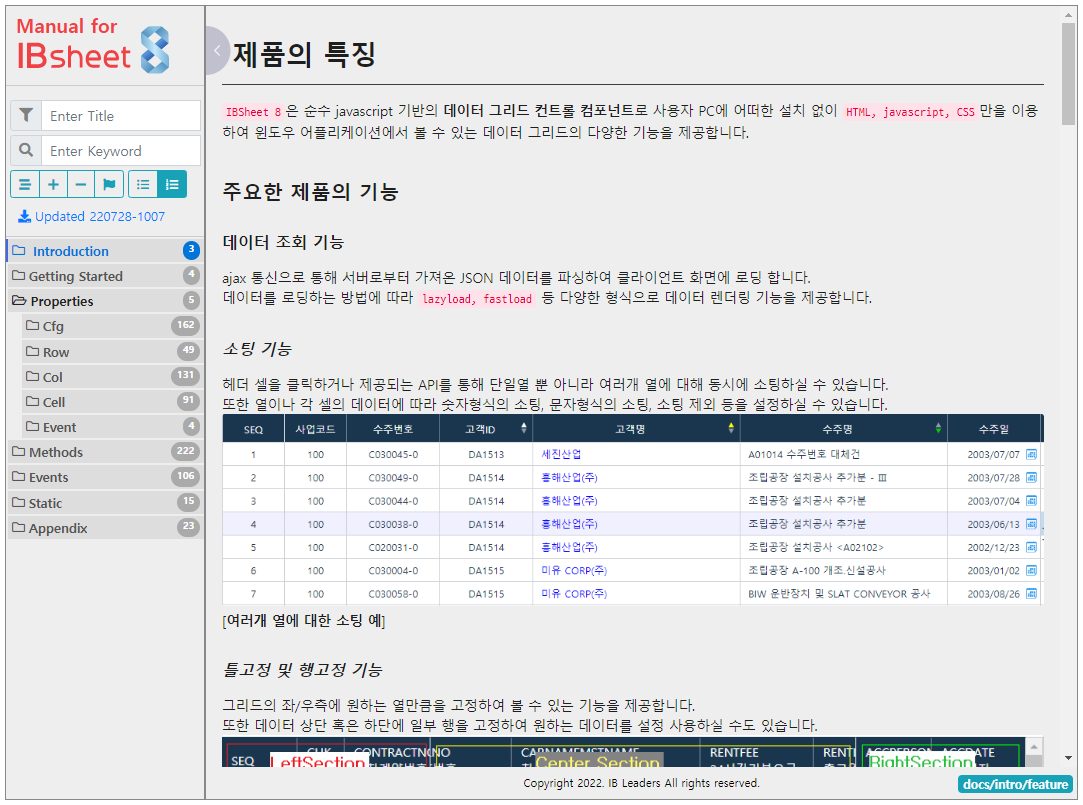 Manual for
IBsheet 8
Enter Title
Enter Keyword
Updated 220728-1007
Introduction 3
Getting Started 4
Properties 5
Cfg 162
Row 49
Col 131
Cell 91
Event 4
Methods 222
Events 106
Static 15
Appendix 23
제품의 특징
IBSheet 8 은 순수 javascript 기반의 데이터 그리드 컨트롤 컴포넌트로 사용자 PC에 어떠한 설치 없이 HTML, javascript, CSS 만을 이용
하여 윈도우 어플리케이션에서 볼 수 있는 데이터 그리드의 다양한 기능을 제공합니다.
주요한 제품의 기능
데이터 조회 기능
ajax 통신으로 통해 서버로부터 가져온 JSON 데이터를 파싱하여 클라이언트 화면에 로딩 합니다.
데이터를 로딩하는 방법에 따라 lazyload, fastload 등 다양한 형식으로 데이터 렌더링 기능을 제공합니다.
소팅 기능
헤더 셀을 클릭하거나 제공되는 API를 통해 단일열 뿐 아니라 여러개 열에 대해 동시에 소팅하실 수 있습니다.
또한 열이나 각 셀의 데이터에 따라 숫자형식의 소팅, 문자형식의 소팅, 소팅 제외 등을 설정하실 수 있습니다.
SEQ 사업코드 수주번호 고객ID 고객명 수주명 수주일
1 100 C030045-0 DA1513 세진산업 A01014 수주번호 대체건 2003/07/07
2 100 C030049-0 DA1514 흥해산업(주) 조립공장 설치공사 추가분 - Ⅲ 2003/07/28
3 100 C030044-0 DA1514 흥해산업(주) 조립공장 설치공사 추가분 2003/07/04
4 100 C030038-0 DA1514 흥해산업(주) 조립공장 설치공사 추가분 2003/06/13
5 100 C020031-0 DA1514 흥해산업(주) 조립공장 설치공사 <A02102> 2002/12/23
6 100 C030004-0 DA1515 미유 CORP(주) 조립공장 A-100 개조.신설공사 2003/01/02
7 100 C030058-0 DA1515 미유 CORP(주) BIW 운반장치 및 SLAT CONVEYOR 공사 2003/08/26
[여러개 열에 대한 소팅 예]
틀고정 및 행고정 기능
그리드의 좌/우측에 원하는 열만큼을 고정하여 볼 수 있는 기능을 제공합니다.
또한 데이터 상단 혹은 하단에 일부 행을 고정하여 원하는 데이터를 설정 사용하실 수도 있습니다.
SEQ CHK CONTRACTNO NO CARNAMEMSTNAME RENTFEE RENT ACCPERSON ACCDATE
LeftSection Center Section RightSection
Copyright 2022. IB Leaders All rights reserved.
docs/intro/feature